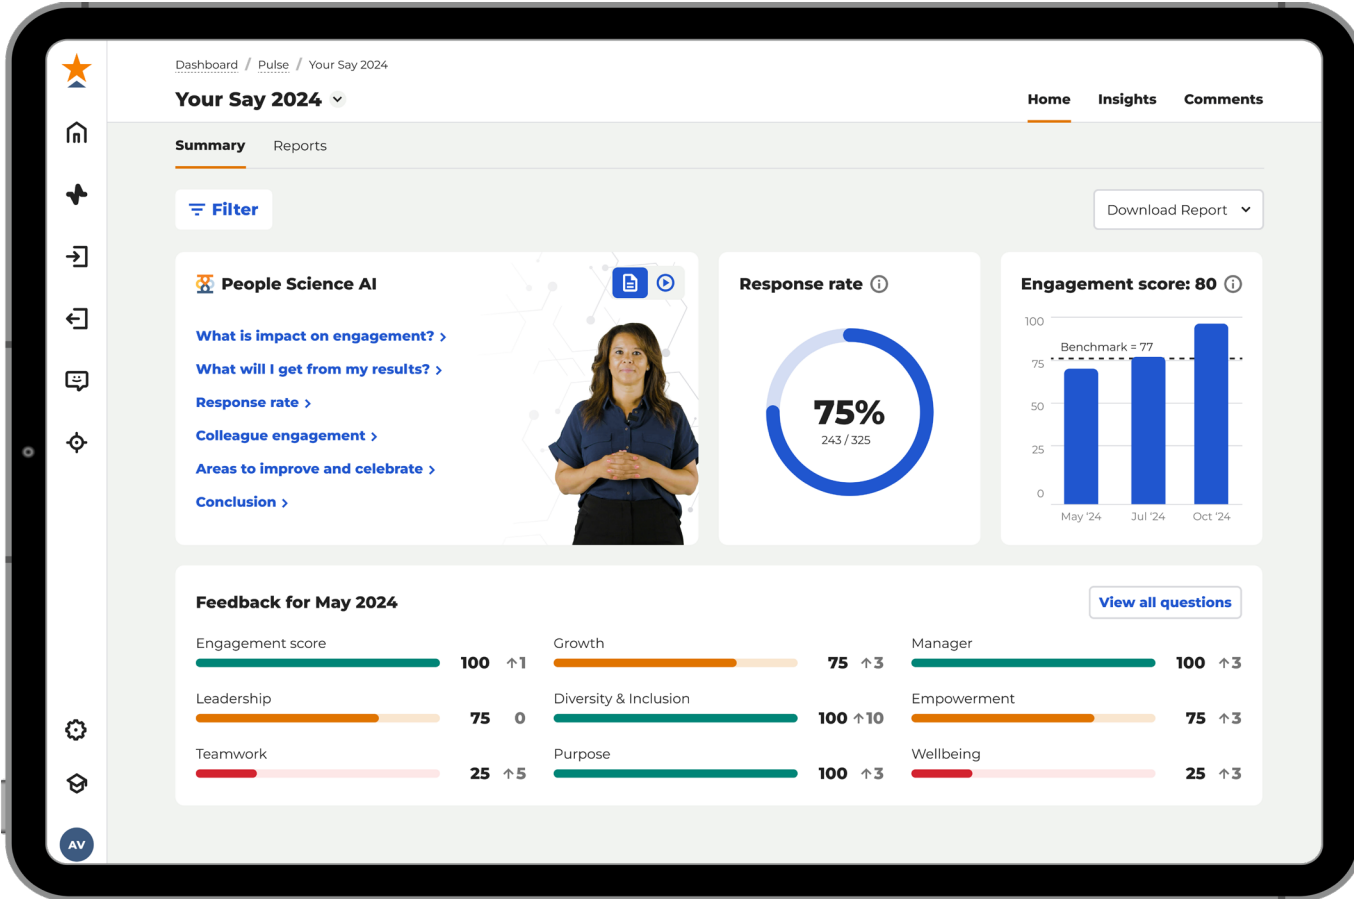 Dashboard / Pulse / Your Say 2024
Your Say 2024
Home Insights Comments
Summary Reports
Filter
Download Report
People Science AI
What is impact on engagement?
What will I get from my results?
Response rate
Colleague engagement
Areas to improve and celebrate
Conclusion
Response rate
75%
243 / 325
Engagement score: 80
100
Benchmark = 77
75
50
25
0
May '24 Jul '24 Oct '24
Feedback for May 2024
View all questions
Engagement score
100 ↑1
Growth
75 ↑3
Manager
100 ↑3
Leadership
75 0
Diversity & Inclusion
100 ↑10
Empowerment
75 ↑3
Teamwork
25 ↑5
Purpose
100 ↑3
Wellbeing
25 ↑3
AV